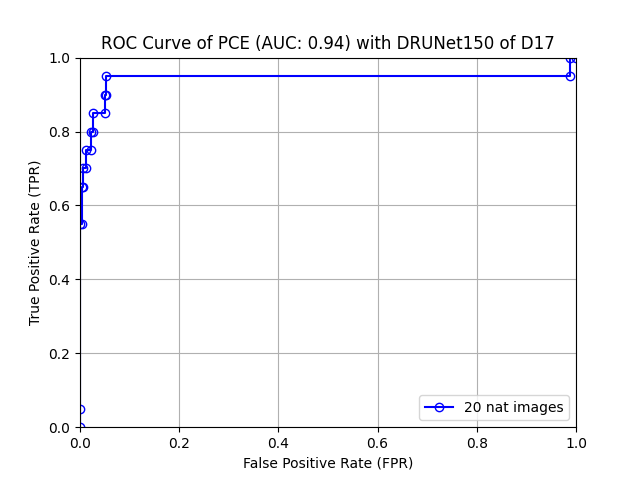 ROC Curve of PCE (AUC: 0.94) with DRUNet150 of D17
True Positive Rate (TPR)
1.0
0.8
0.6
0.4
0.2
0.0
0.0 0.2 0.4 0.6 0.8 1.0
False Positive Rate (FPR)
20 nat images